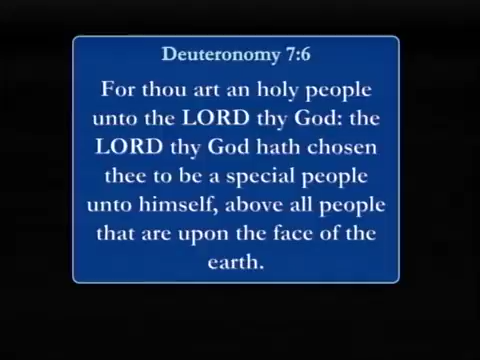 Deuteronomy 7:6
For thou art an holy people
unto the LORD thy God: the
LORD thy God hath chosen
thee to be a special people
unto himself, above all people
that are upon the face of the
earth.